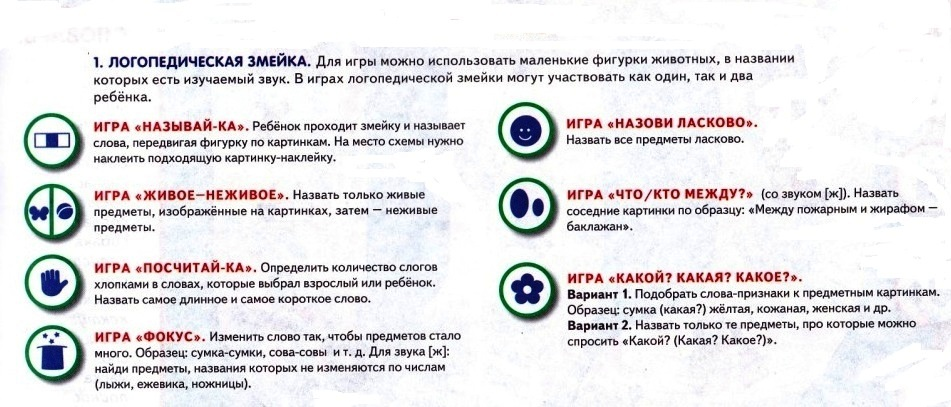 1. ЛОГОПЕДИЧЕСКАЯ ЗМЕЙКА. Для игры можно использовать маленькие фигурки животных, в названии
которых есть изучаемый звук. В играх логопедической змейки могут участвовать как один, так и два
ребёнка.
ИГРА «НАЗЫВАЙ-КА». Ребёнок проходит змейку и называет
слова, передвигая фигурку по картинкам. На место схемы нужно
наклеить подходящую картинку-наклейку.
ИГРА «ЖИВОЕ—НЕЖИВОЕ». Назвать только живые
предметы, изображённые на картинках, затем — неживые
предметы.
ИГРА «ПОСЧИТАЙ-КА». Определить количество слогов
хлопками в словах, которые выбрал взрослый или ребёнок.
Назвать самое длинное и самое короткое слово.
ИГРА «ФОКУС». Изменить слово так, чтобы предметов стало
много. Образец: сумка-сумки, сова-совы и т. д. Для звука [ж]:
найди предметы, названия которых не изменяются по числам
(лыжи, ежевика, ножницы).
ИГРА «НАЗОВИ ЛАСКОВО».
Назвать все предметы ласково.
ИГРА «ЧТО/КТО МЕЖДУ?» (со звуком [ж]). Назвать
соседние картинки по образцу: «Между пожарным и жирафом —
баклажан».
ИГРА «КАКОЙ? КАКАЯ? КАКОЕ?».
Вариант 1. Подобрать слова-признаки к предметным картинкам.
Образец: сумка (какая?) жёлтая, кожаная, женская и др.
Вариант 2. Назвать только те предметы, про которые можно
спросить «Какой? (Какая? Какое?)».